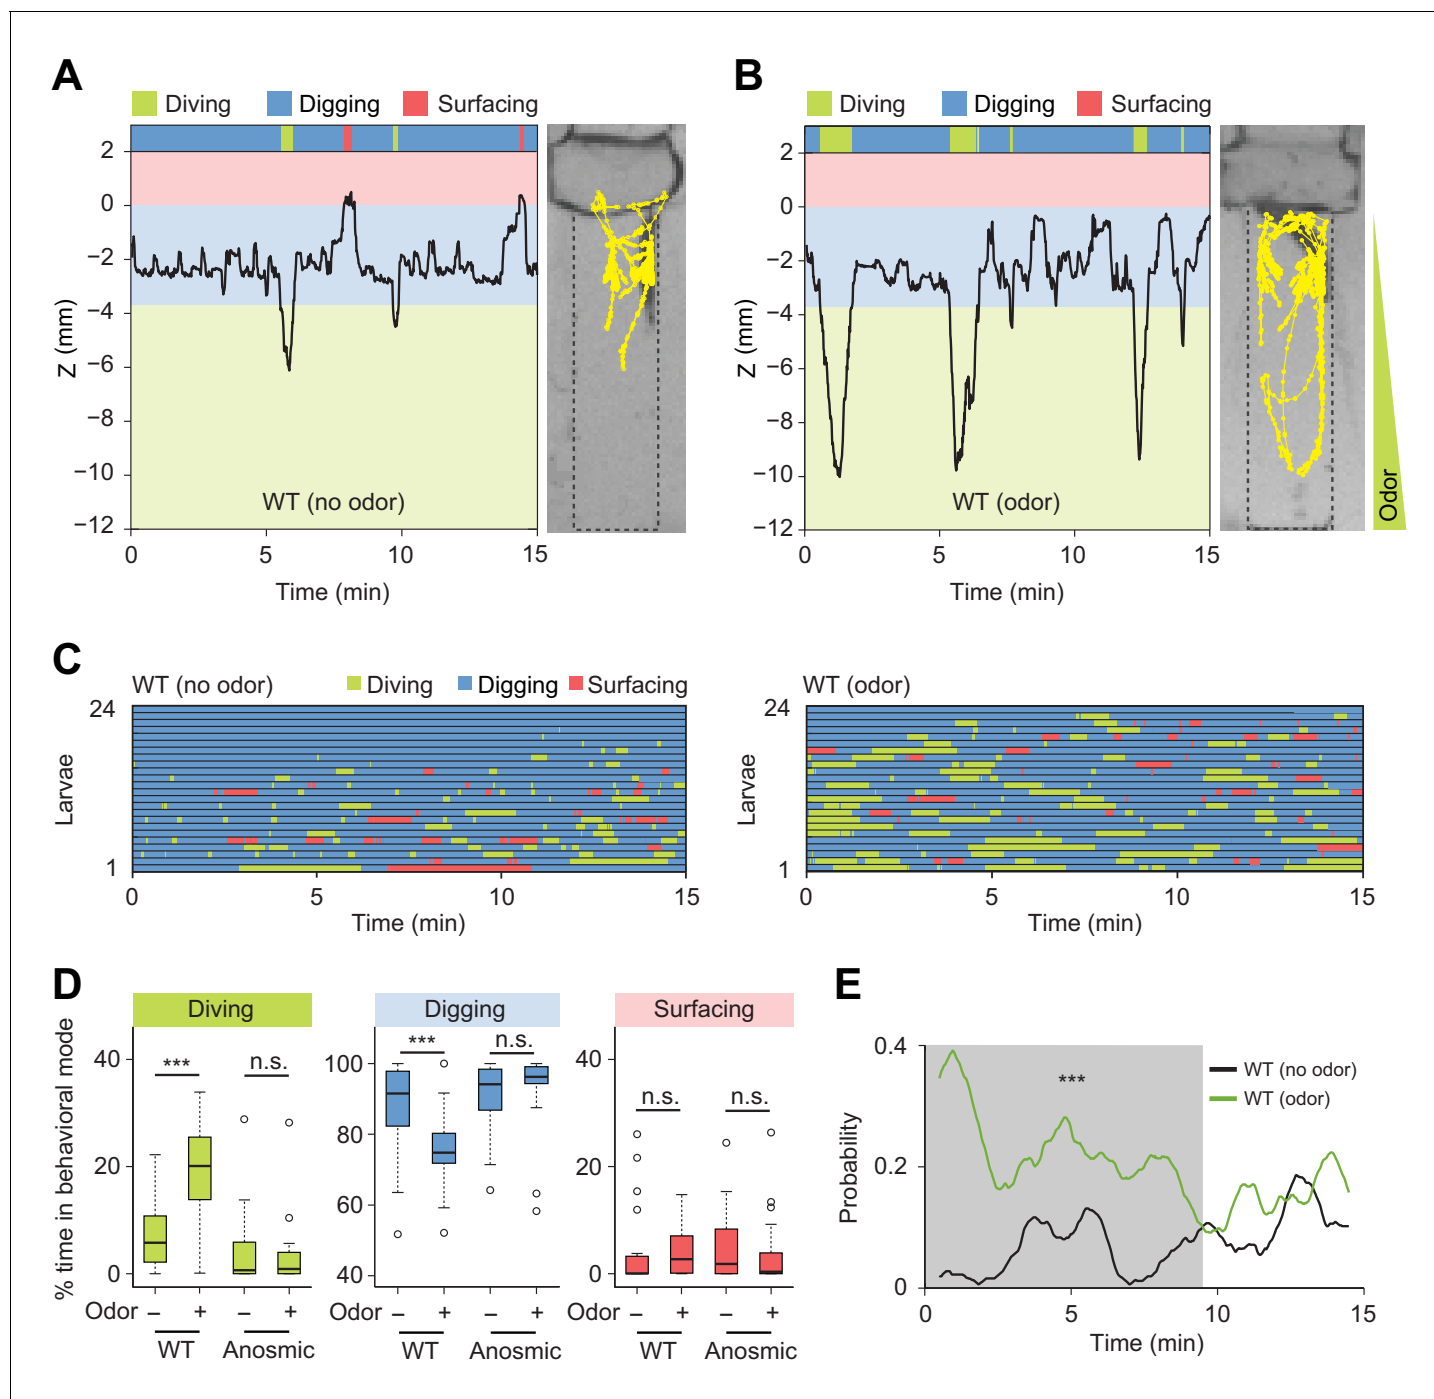 A
Diving Digging Surfacing
2
0
−2
−4
−6
−8
−10
−12
Z (mm)
WT (no odor)
0 5 10 15
Time (min)
B
Diving Digging Surfacing
2
0
−2
−4
−6
−8
−10
−12
Z (mm)
WT (odor)
0 5 10 15
Time (min)
Odor
C
WT (no odor) Diving Digging Surfacing
24
Larvae
1
0 5 10 15
Time (min)
WT (odor)
24
Larvae
1
0 5 10 15
Time (min)
D
% time in behavioral mode
Diving
40
20
0
*** n.s.
Odor – + – +
WT Anosmic
Digging
100
80
60
40
*** n.s.
– + – +
WT Anosmic
Surfacing
40
20
0
n.s. n.s.
– + – +
WT Anosmic
E
0.4
0.2
0
Probability
***
WT (no odor)
WT (odor)
0 5 10 15
Time (min)